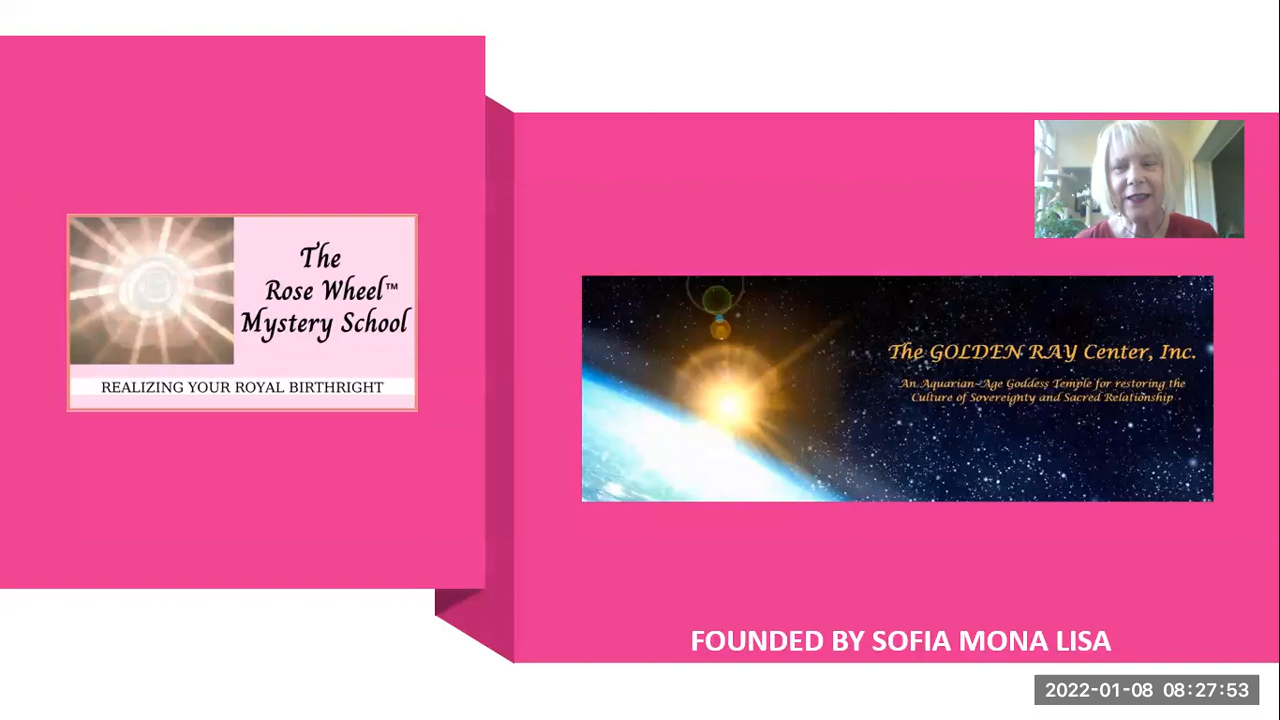 The
Rose Wheel™
Mystery School
REALIZING YOUR ROYAL BIRTHRIGHT
The GOLDEN RAY Center, Inc.
An Aquarian-Age Goddess Temple for restoring the
Culture of Sovereignty and Sacred Relationship
FOUNDED BY SOFIA MONA LISA
2022-01-08 08:27:53